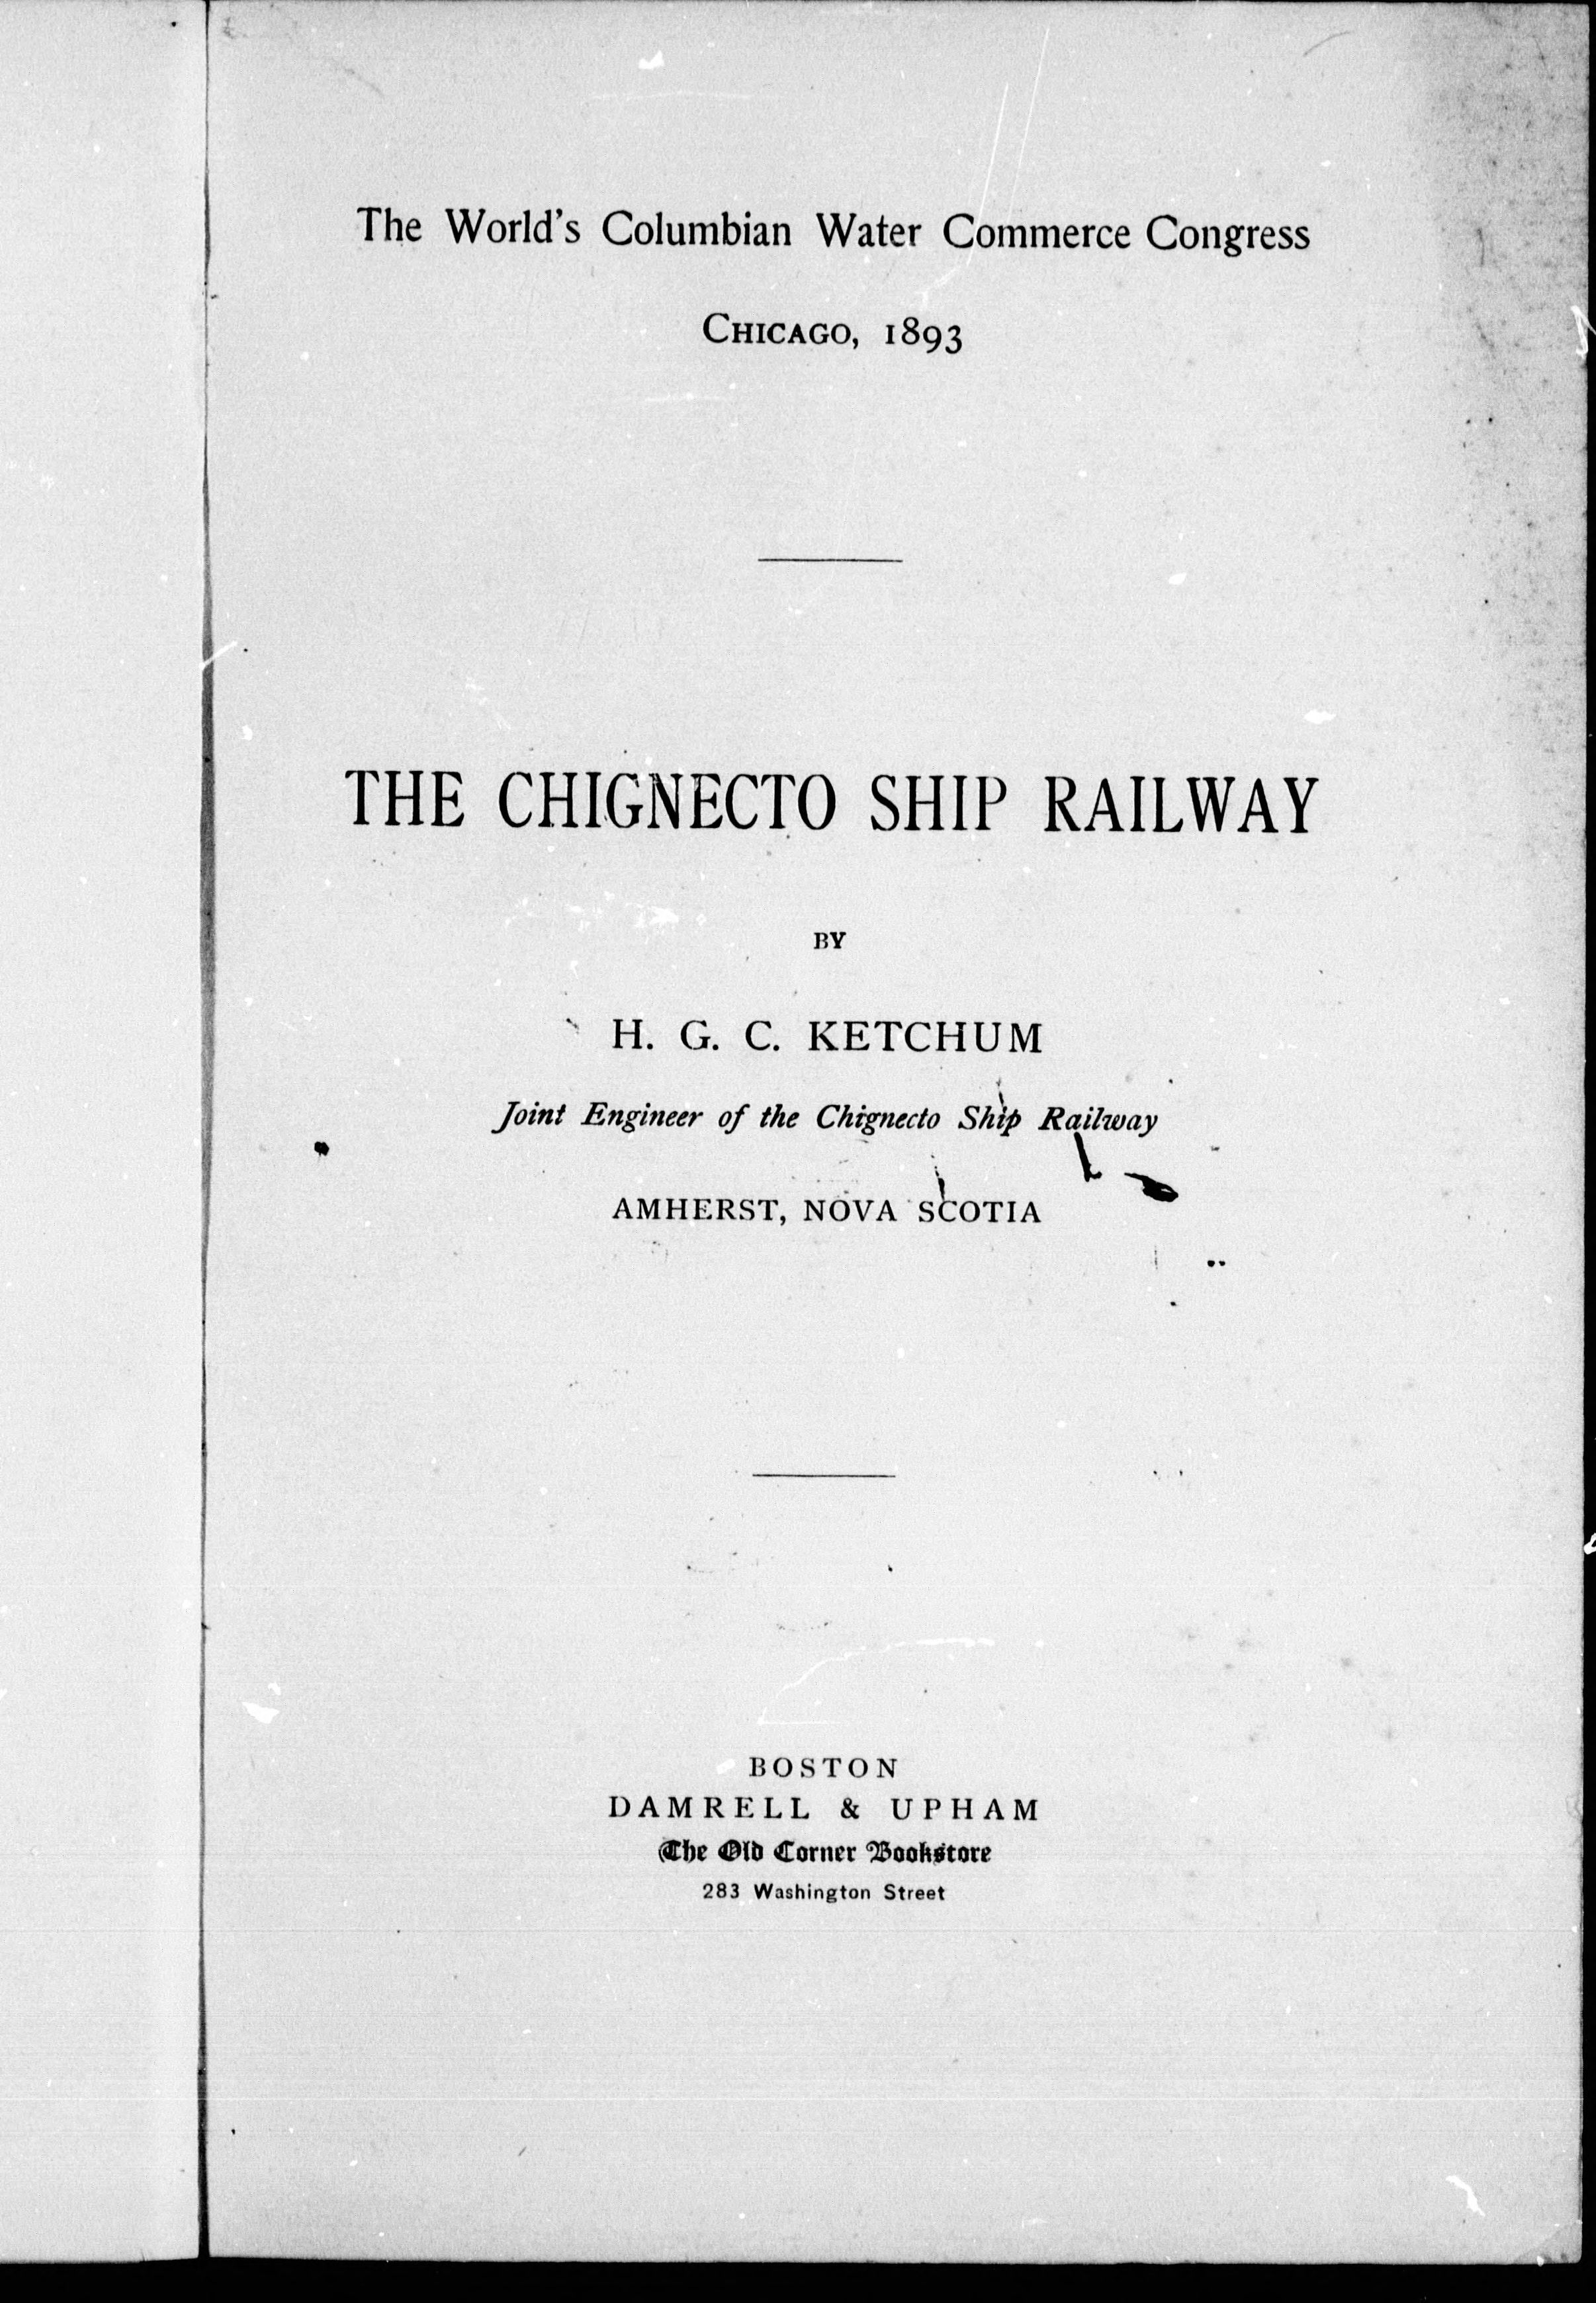 The World's Columbian Water Commerce Congress
CHICAGO, 1893
THE CHIGNECTO SHIP RAILWAY
BY
H. G. C. KETCHUM
Joint Engineer of the Chignecto Ship Railway
AMHERST, NOVA SCOTIA
BOSTON
DAMRELL & UPHAM
The Old Corner Bookstore
283 Washington Street